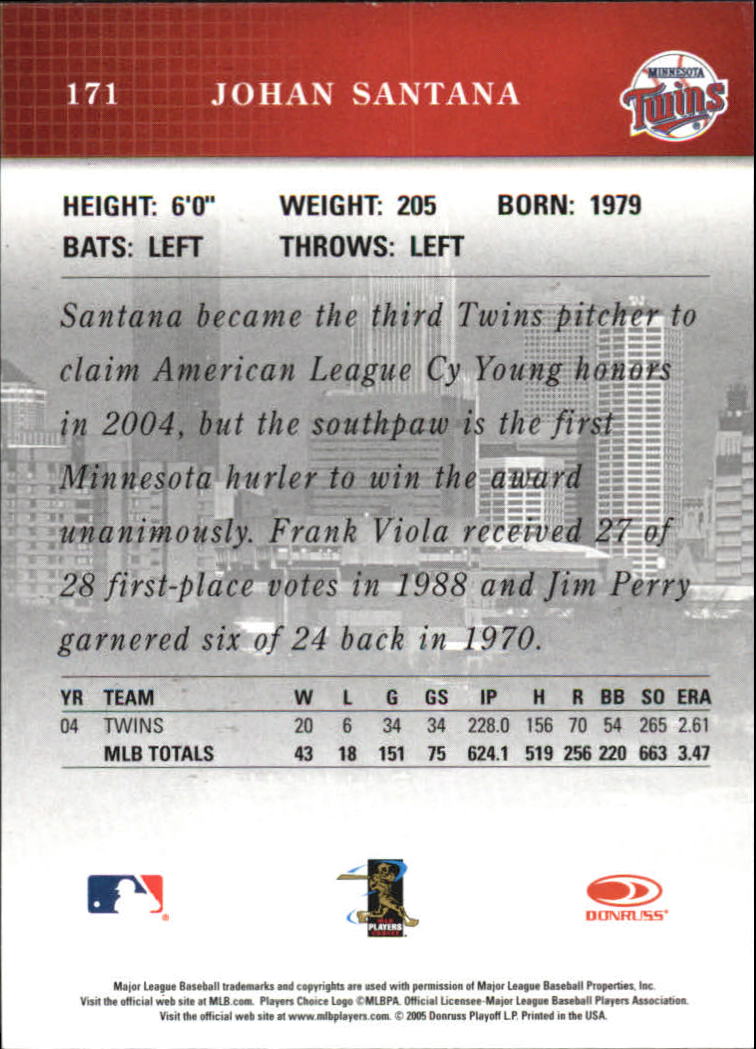 171 JOHAN SANTANA
MINNESOTA
Twins
HEIGHT: 6'0" WEIGHT: 205 BORN: 1979
BATS: LEFT THROWS: LEFT
Santana became the third Twins pitcher to
claim American League Cy Young honors
in 2004, but the southpaw is the first
Minnesota hurler to win the award
unanimously. Frank Viola received 27 of
28 first-place votes in 1988 and Jim Perry
garnered six of 24 back in 1970.
YR TEAM W L G GS IP H R BB SO ERA
04 TWINS 20 6 34 34 228.0 156 70 54 265 2.61
MLB TOTALS 43 18 151 75 624.1 519 256 220 663 3.47
MLB
PLAYERS
CHOICE
DONRUSS
Major League Baseball trademarks and copyrights are used with permission of Major League Baseball Properties, Inc.
Visit the official web site at MLB.com. Players Choice Logo ©MLBPA. Official Licensee-Major League Baseball Players Association.
Visit the official web site at www.mlbplayers.com. © 2005 Donruss Playoff L.P. Printed in the USA.